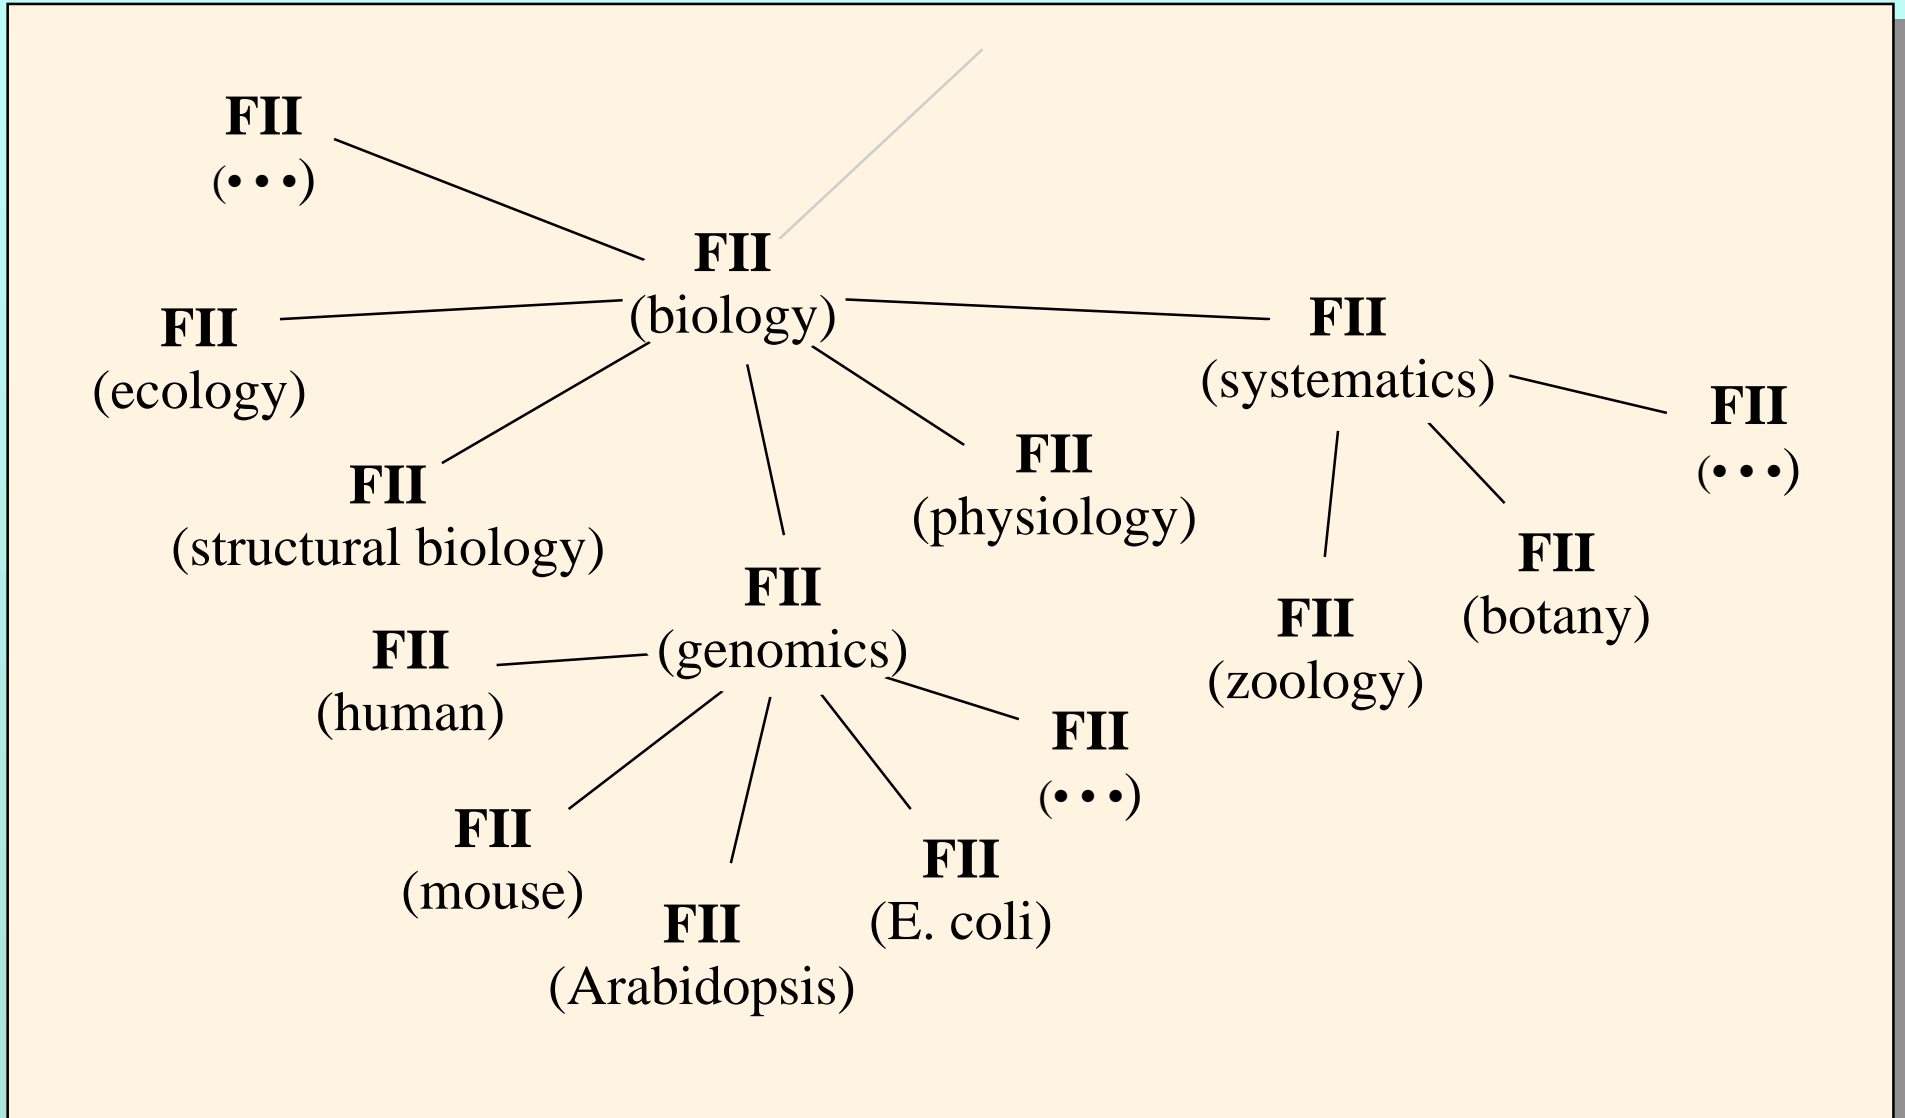 FII
(•••)
FII
(biology)
FII
(systematics)
FII
(ecology)
FII
(•••)
FII
(structural biology)
FII
(physiology)
FII
(botany)
FII
(genomics)
FII
(zoology)
FII
(human)
FII
(•••)
FII
(mouse)
FII
(E. coli)
FII
(Arabidopsis)